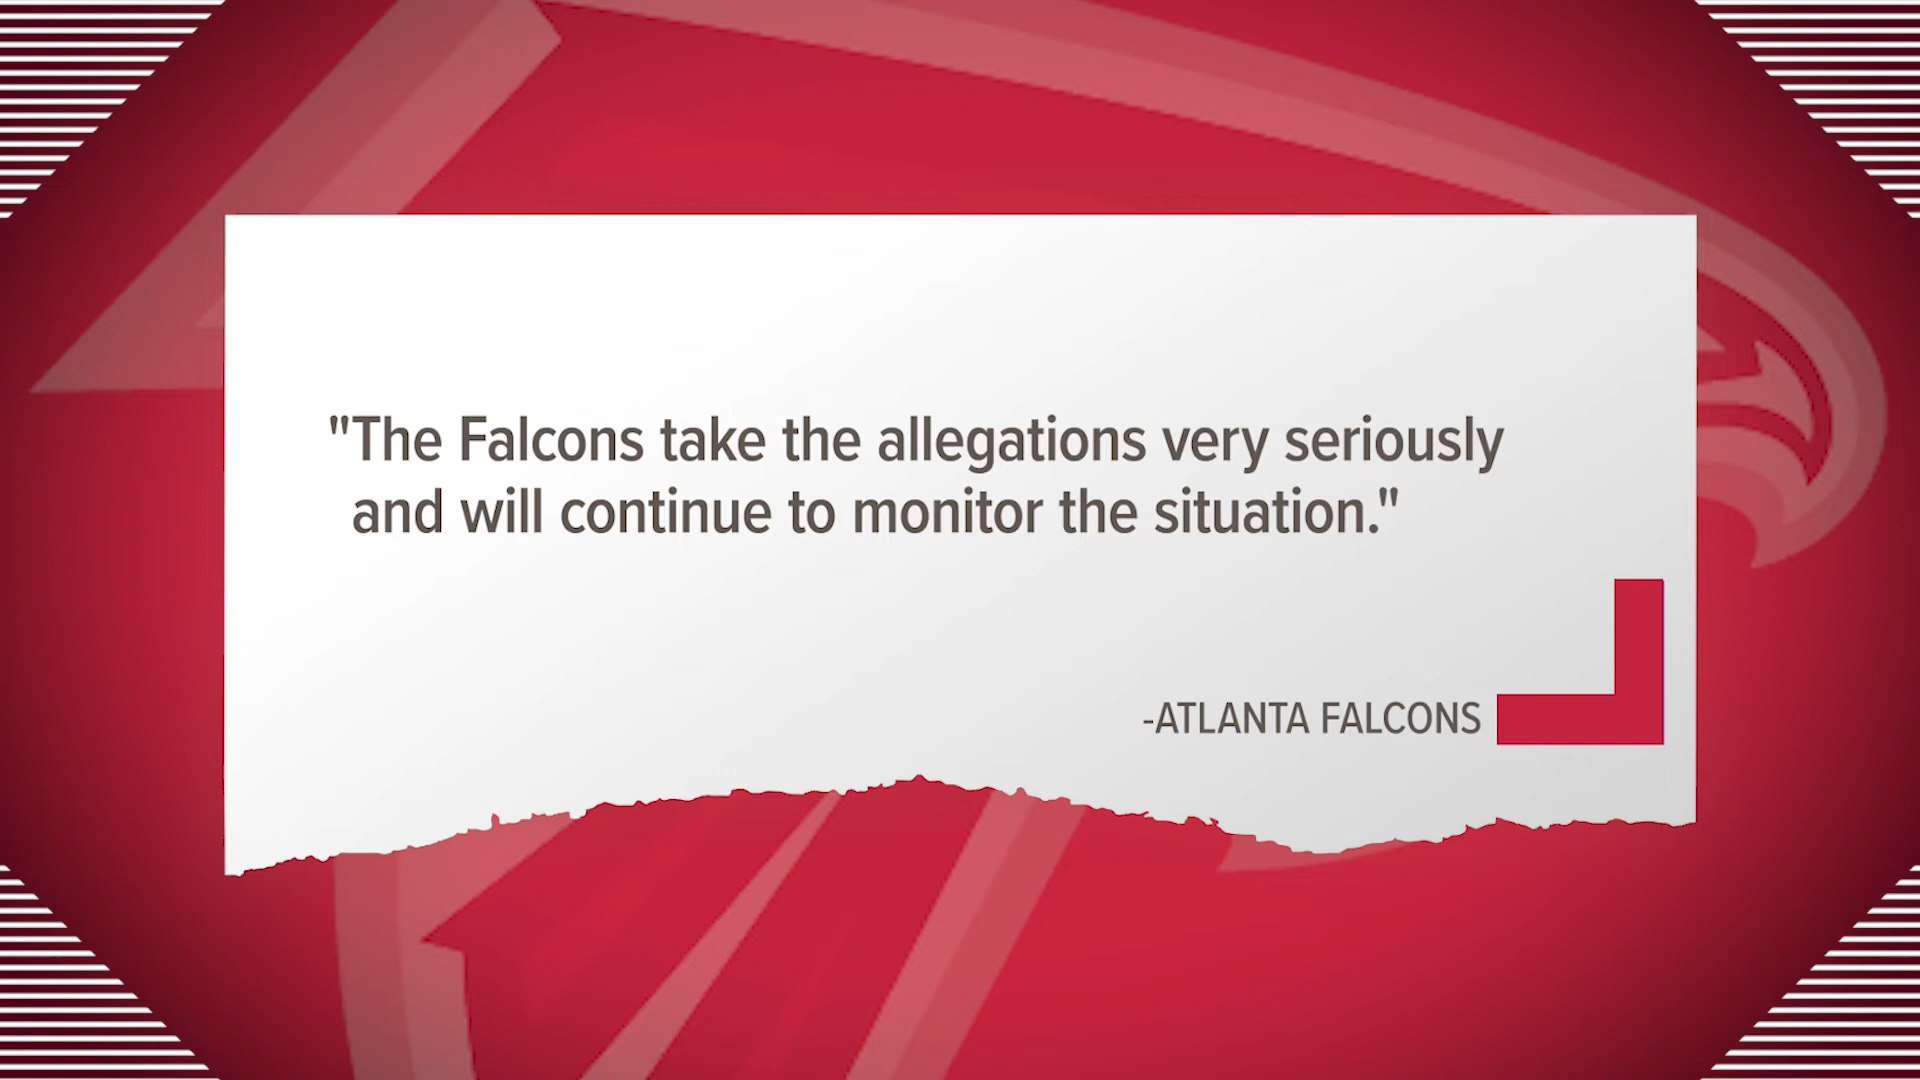 "The Falcons take the allegations very seriously
and will continue to monitor the situation."
-ATLANTA FALCONS